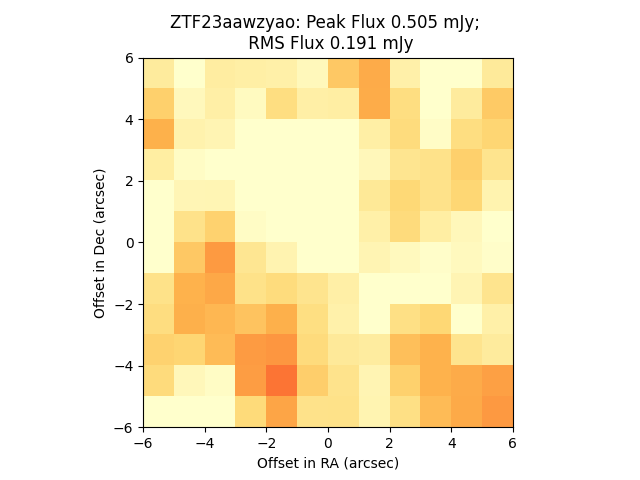 ZTF23aawzyao: Peak Flux 0.505 mJy;
RMS Flux 0.191 mJy
6
4
2
0
−2
−4
−6
Offset in Dec (arcsec)
−6 −4 −2 0 2 4 6
Offset in RA (arcsec)